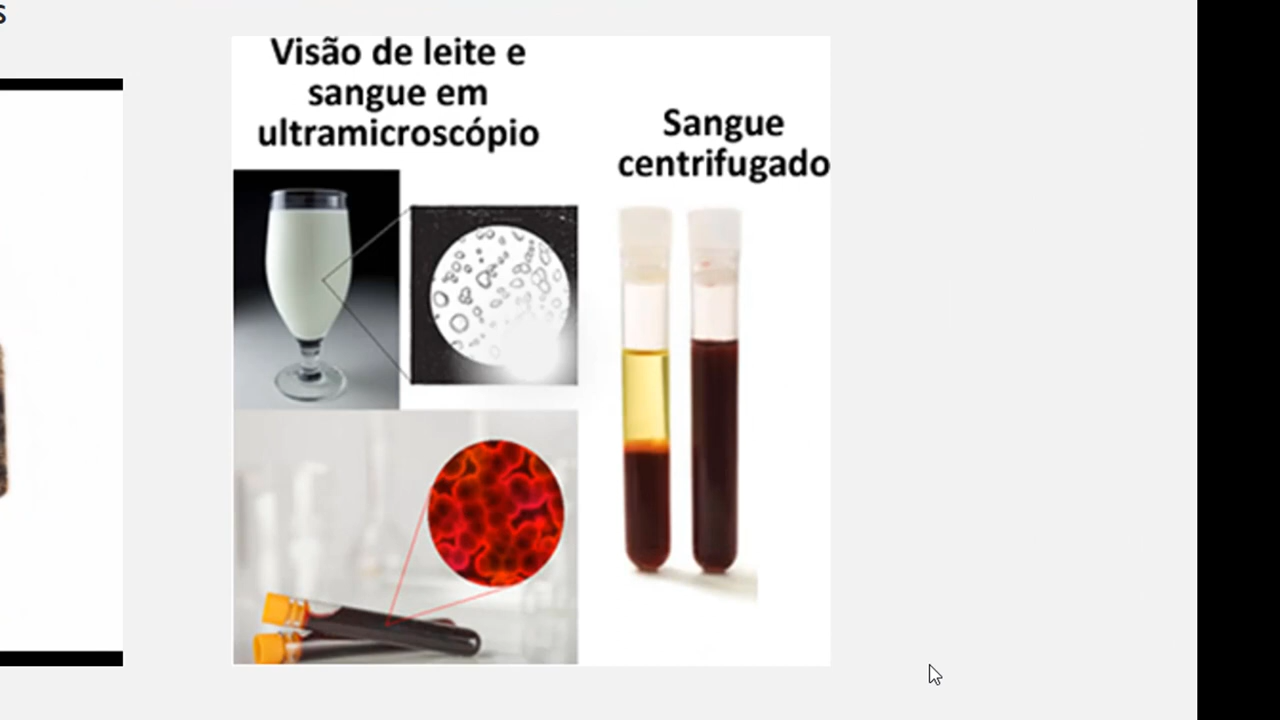 s
Visão de leite e
sangue em
ultramicroscópio
Sangue
centrifugado